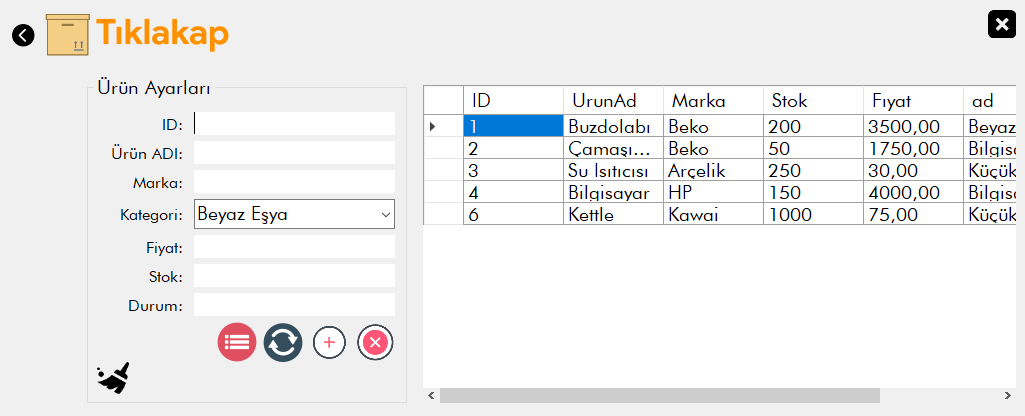 Tıklakap
Ürün Ayarları
ID:
Ürün ADI:
Marka:
Kategori: Beyaz Eşya
Fiyat:
Stok:
Durum:
ID UrunAd Marka Stok Fiyat ad
1 Buzdolabı Beko 200 3500,00 Beyaz
2 Çamaşı... Beko 50 1750,00 Bilgisa
3 Su Isıtıcısı Arçelik 250 30,00 Küçük
4 Bilgisayar HP 150 4000,00 Bilgisa
6 Kettle Kawai 1000 75,00 Küçük